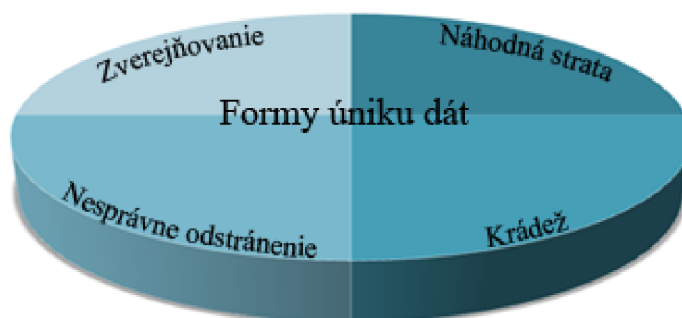 Zverejňovanie
Náhodná strata
Formy úniku dát
Nesprávne odstránenie
Krádež